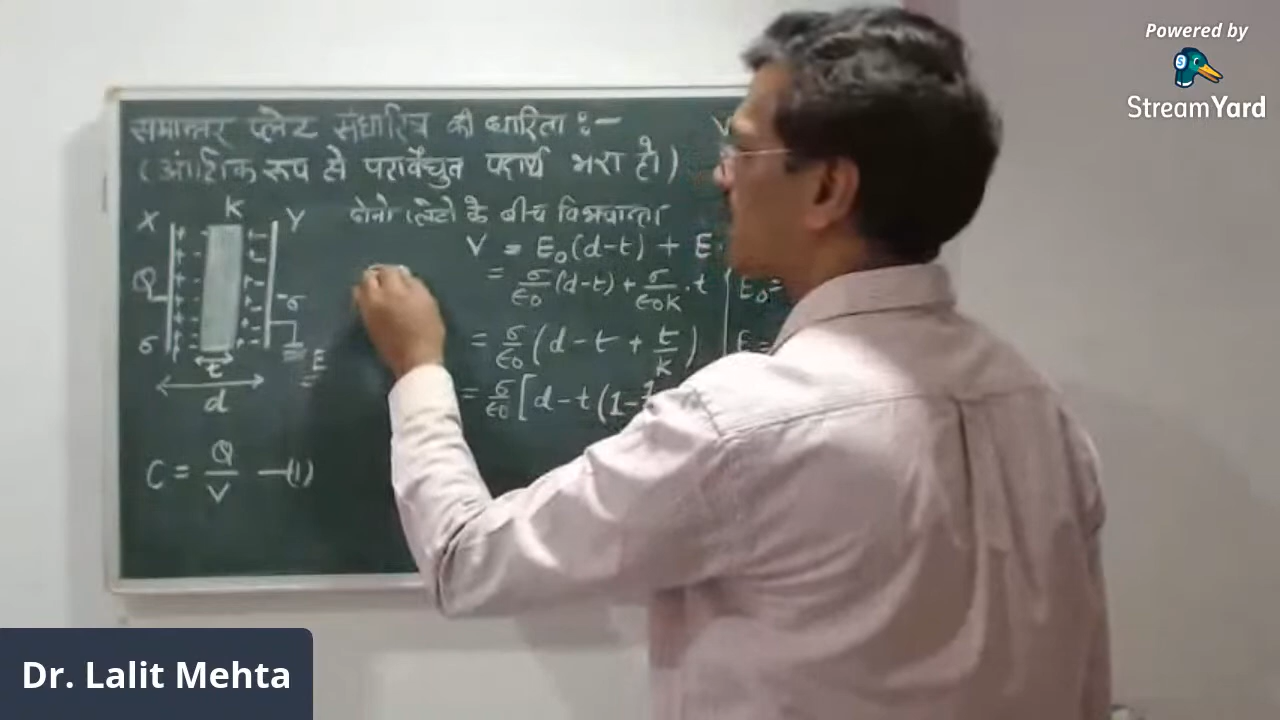 Powered by
StreamYard
समान्तर प्लेट संधारित्र की धारिता :-
(आंशिक रूप से परावैद्युत पदार्थ भरा हो)
दोनो प्लेटो के बीच विभवान्तर
X K Y
V = E₀(d-t) + E.
Q
= σ/ε₀ (d-t) + σ/ε₀K . t
E₀=
-σ
σ
= σ/ε₀ (d - t + t/K)
E=
t
E
d
= σ/ε₀ [d-t(1-1
C = Q/V —(1)
Dr. Lalit Mehta